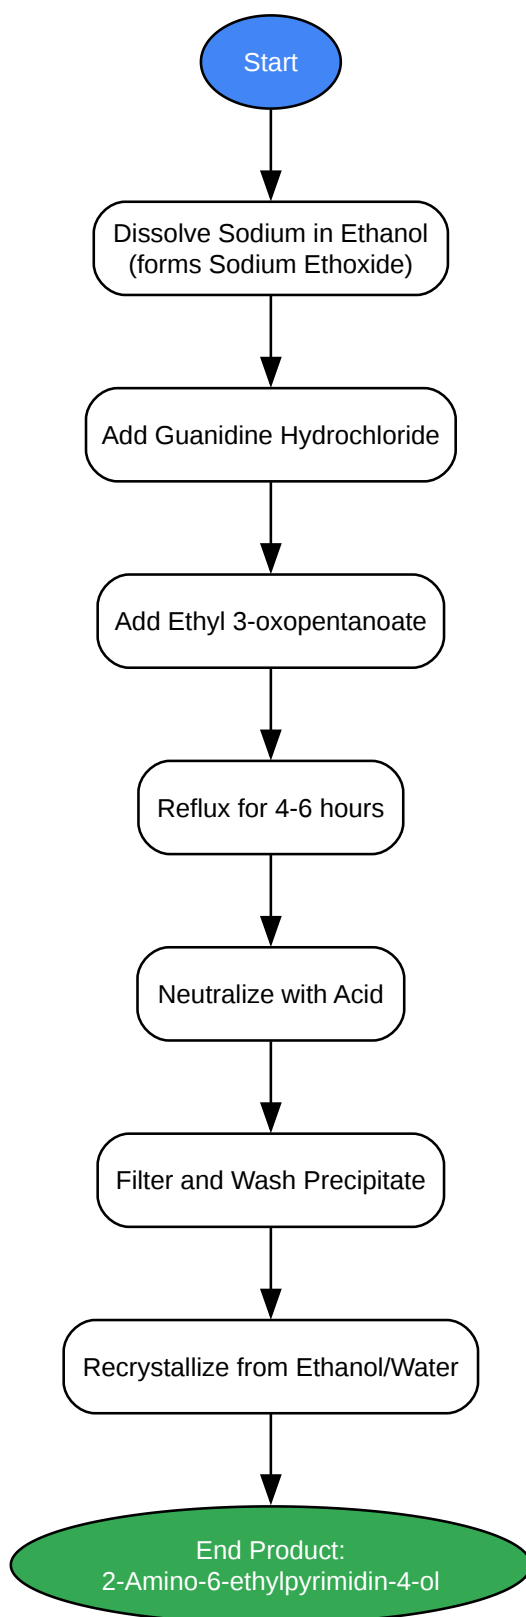 Start
Dissolve Sodium in Ethanol
(forms Sodium Ethoxide)
Add Guanidine Hydrochloride
Add Ethyl 3-oxopentanoate
Reflux for 4-6 hours
Neutralize with Acid
Filter and Wash Precipitate
Recrystallize from Ethanol/Water
End Product:
2-Amino-6-ethylpyrimidin-4-ol